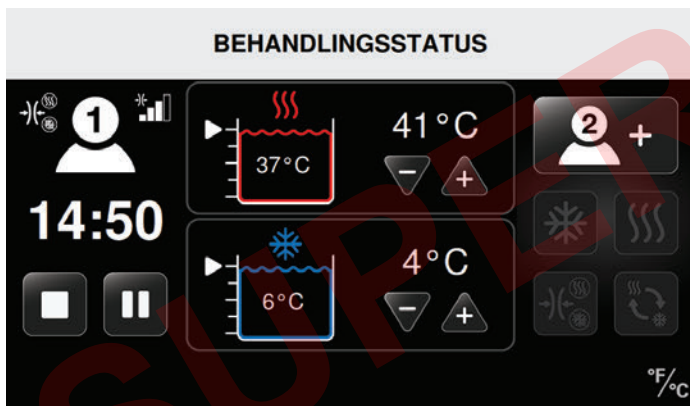 BEHANDLINGSSTATUS
1
14:50
41°C
37°C
4°C
6°C
2 +
°F/°C
SUPER